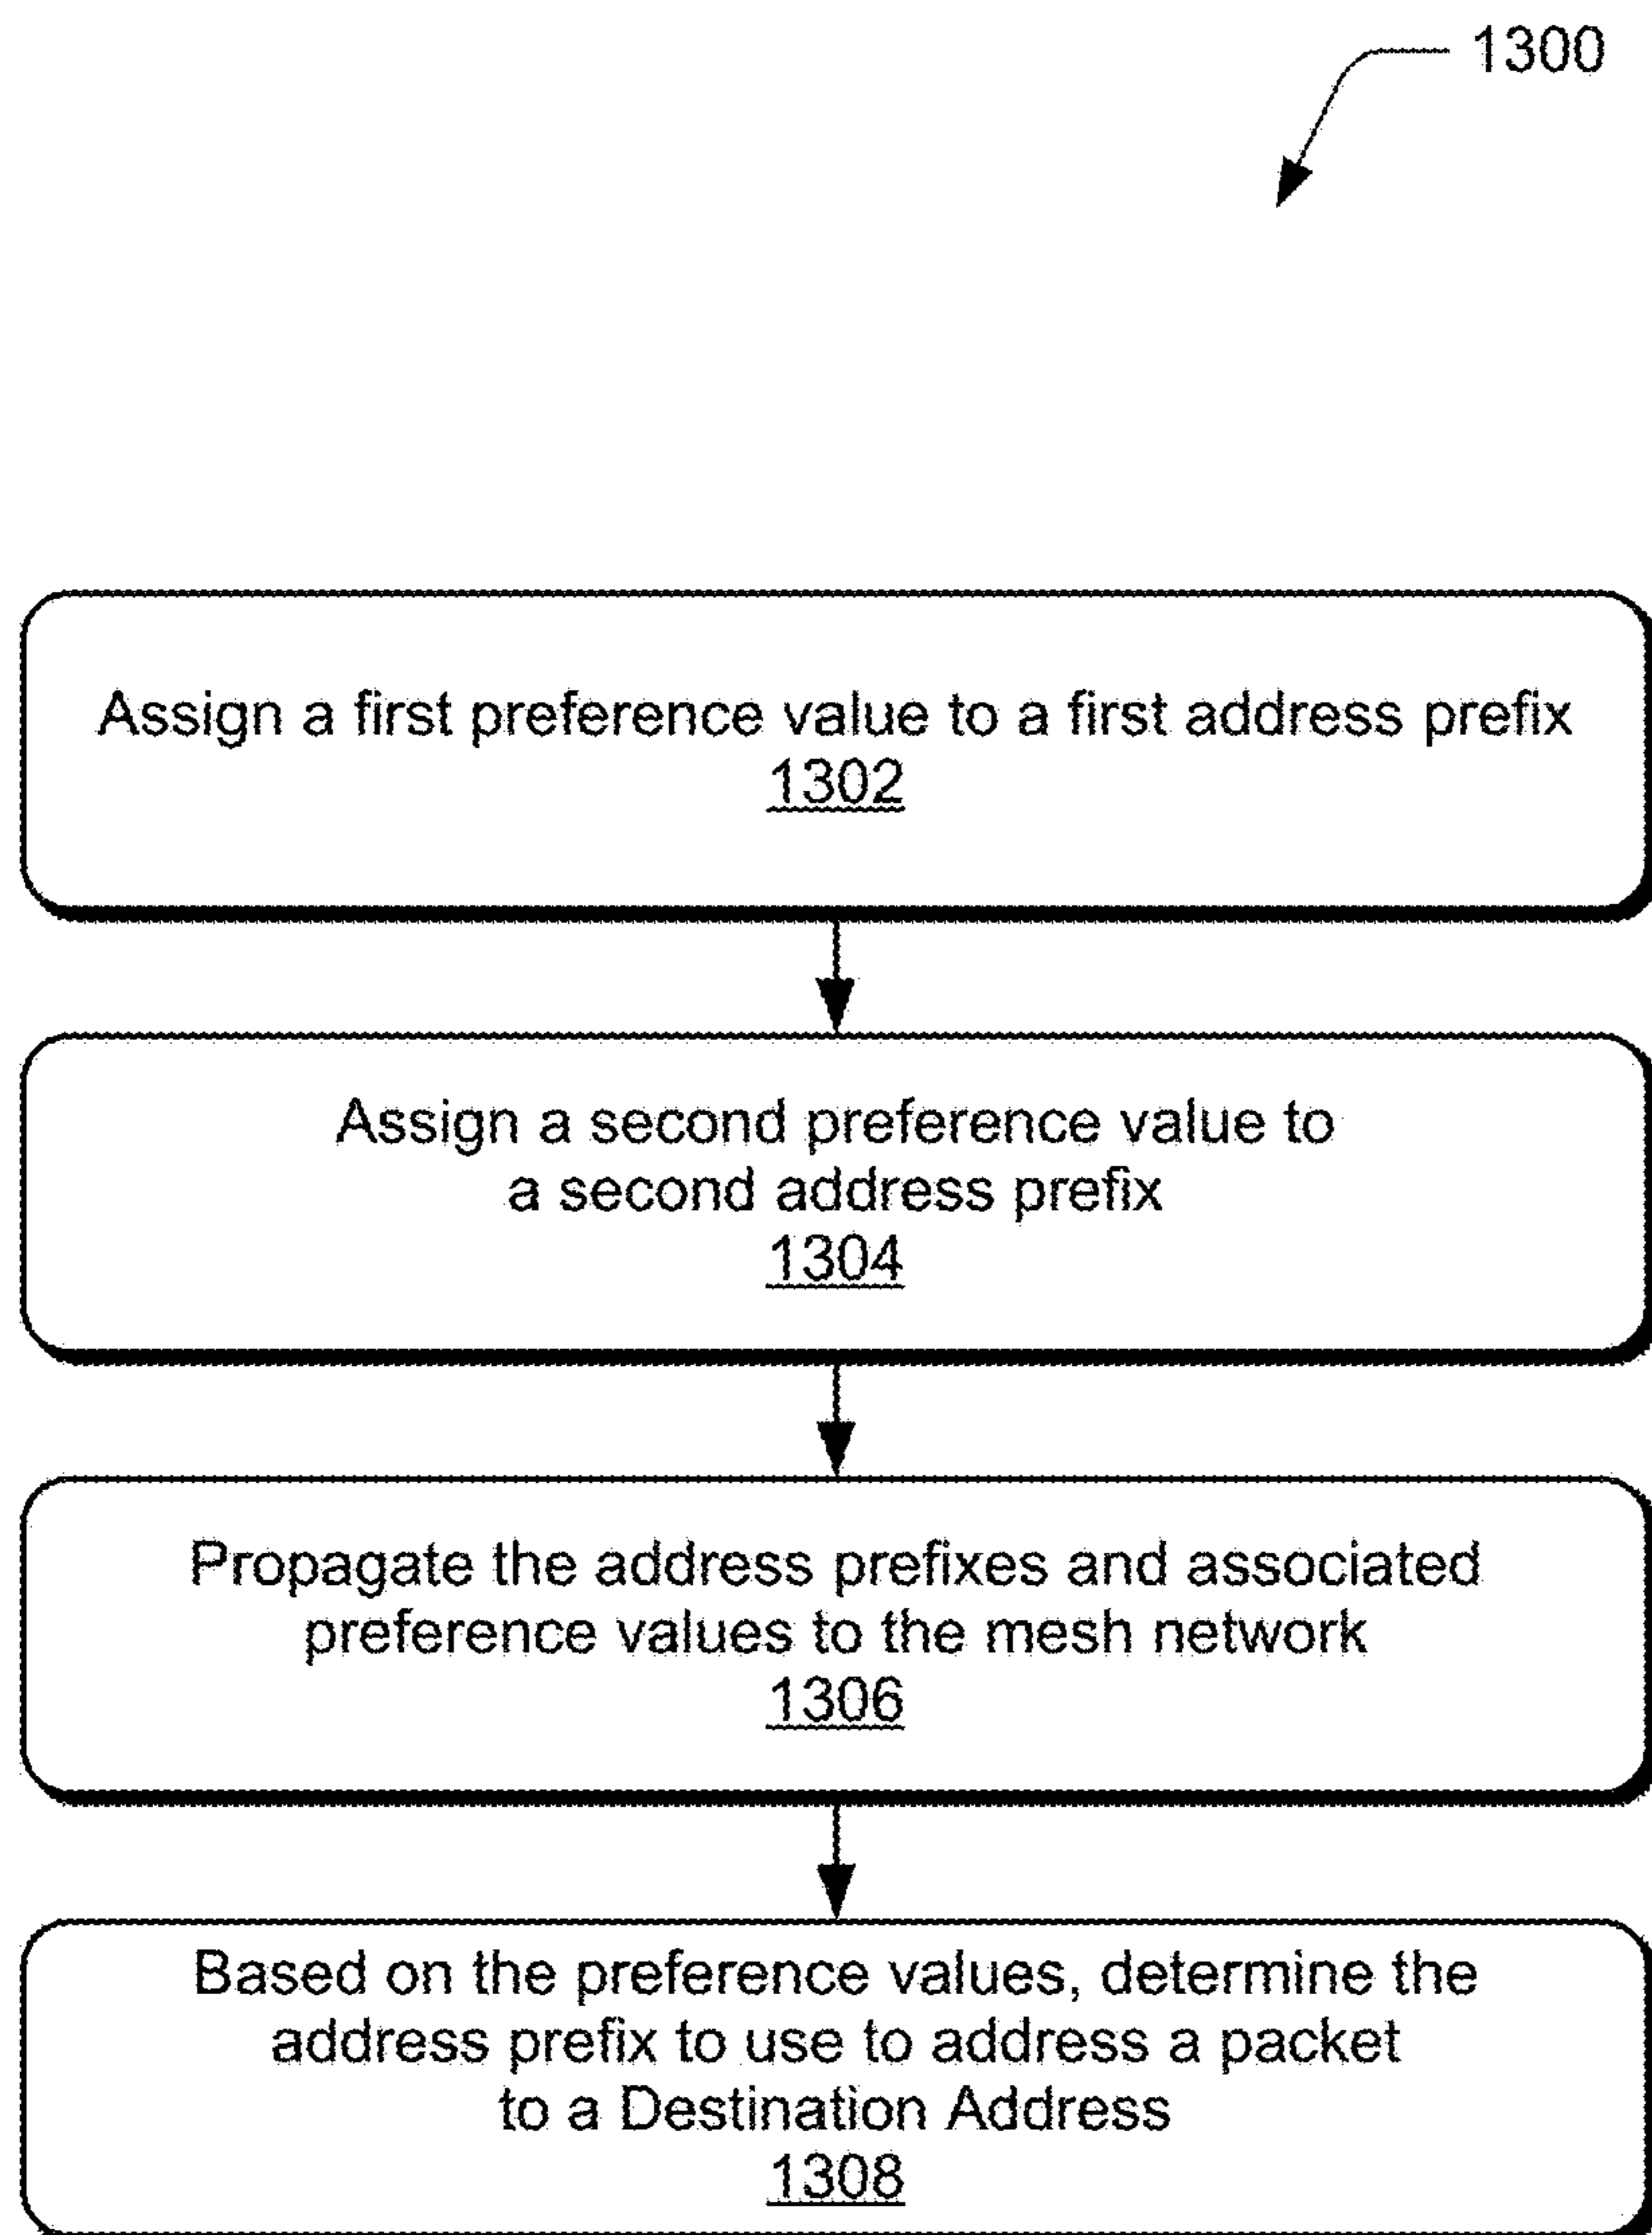 1300
Assign a first preference value to a first address prefix
1302
Assign a second preference value to
a second address prefix
1304
Propagate the address prefixes and associated
preference values to the mesh network
1306
Based on the preference values, determine the
address prefix to use to address a packet
to a Destination Address
1308